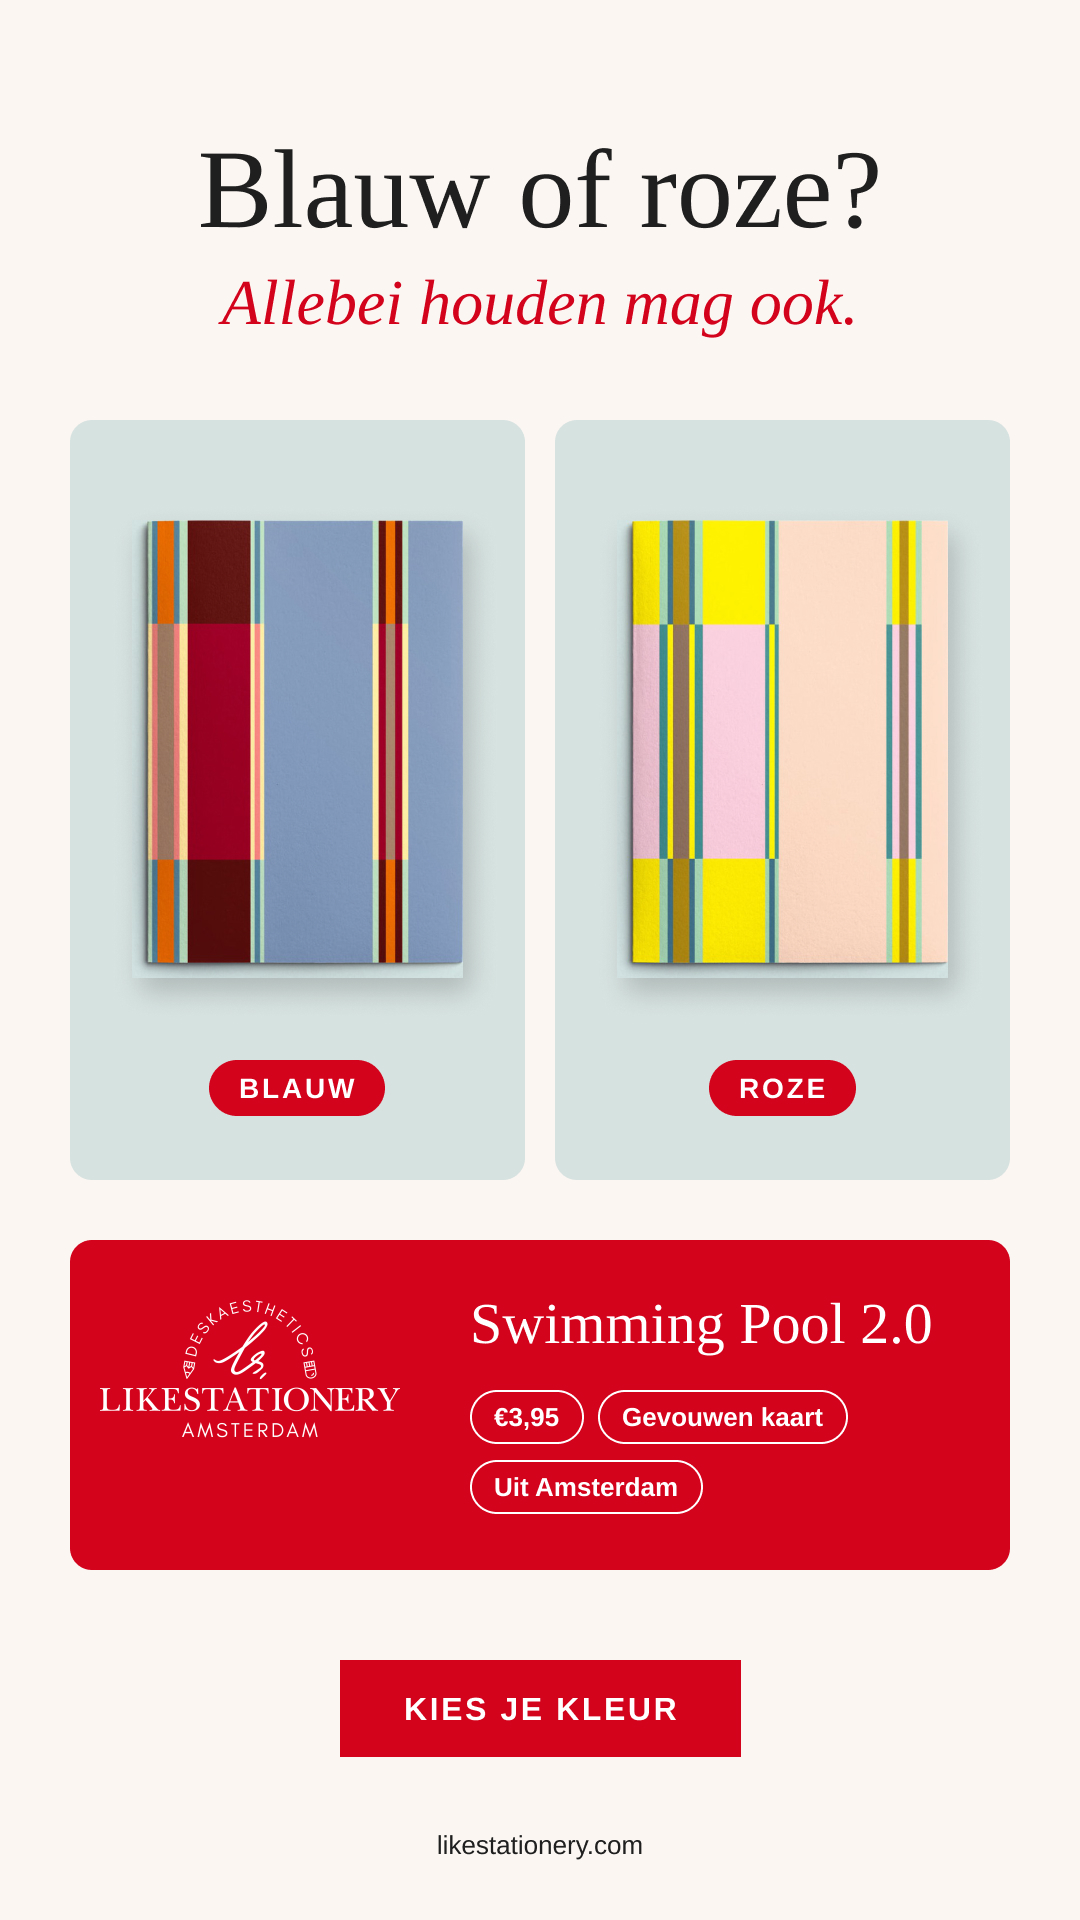 Blauw of roze?
Allebei houden mag ook.
BLAUW
ROZE
DESKAESTHETICS
ls.
LIKESTATIONERY
AMSTERDAM
Swimming Pool 2.0
€3,95
Gevouwen kaart
Uit Amsterdam
KIES JE KLEUR
likestationery.com